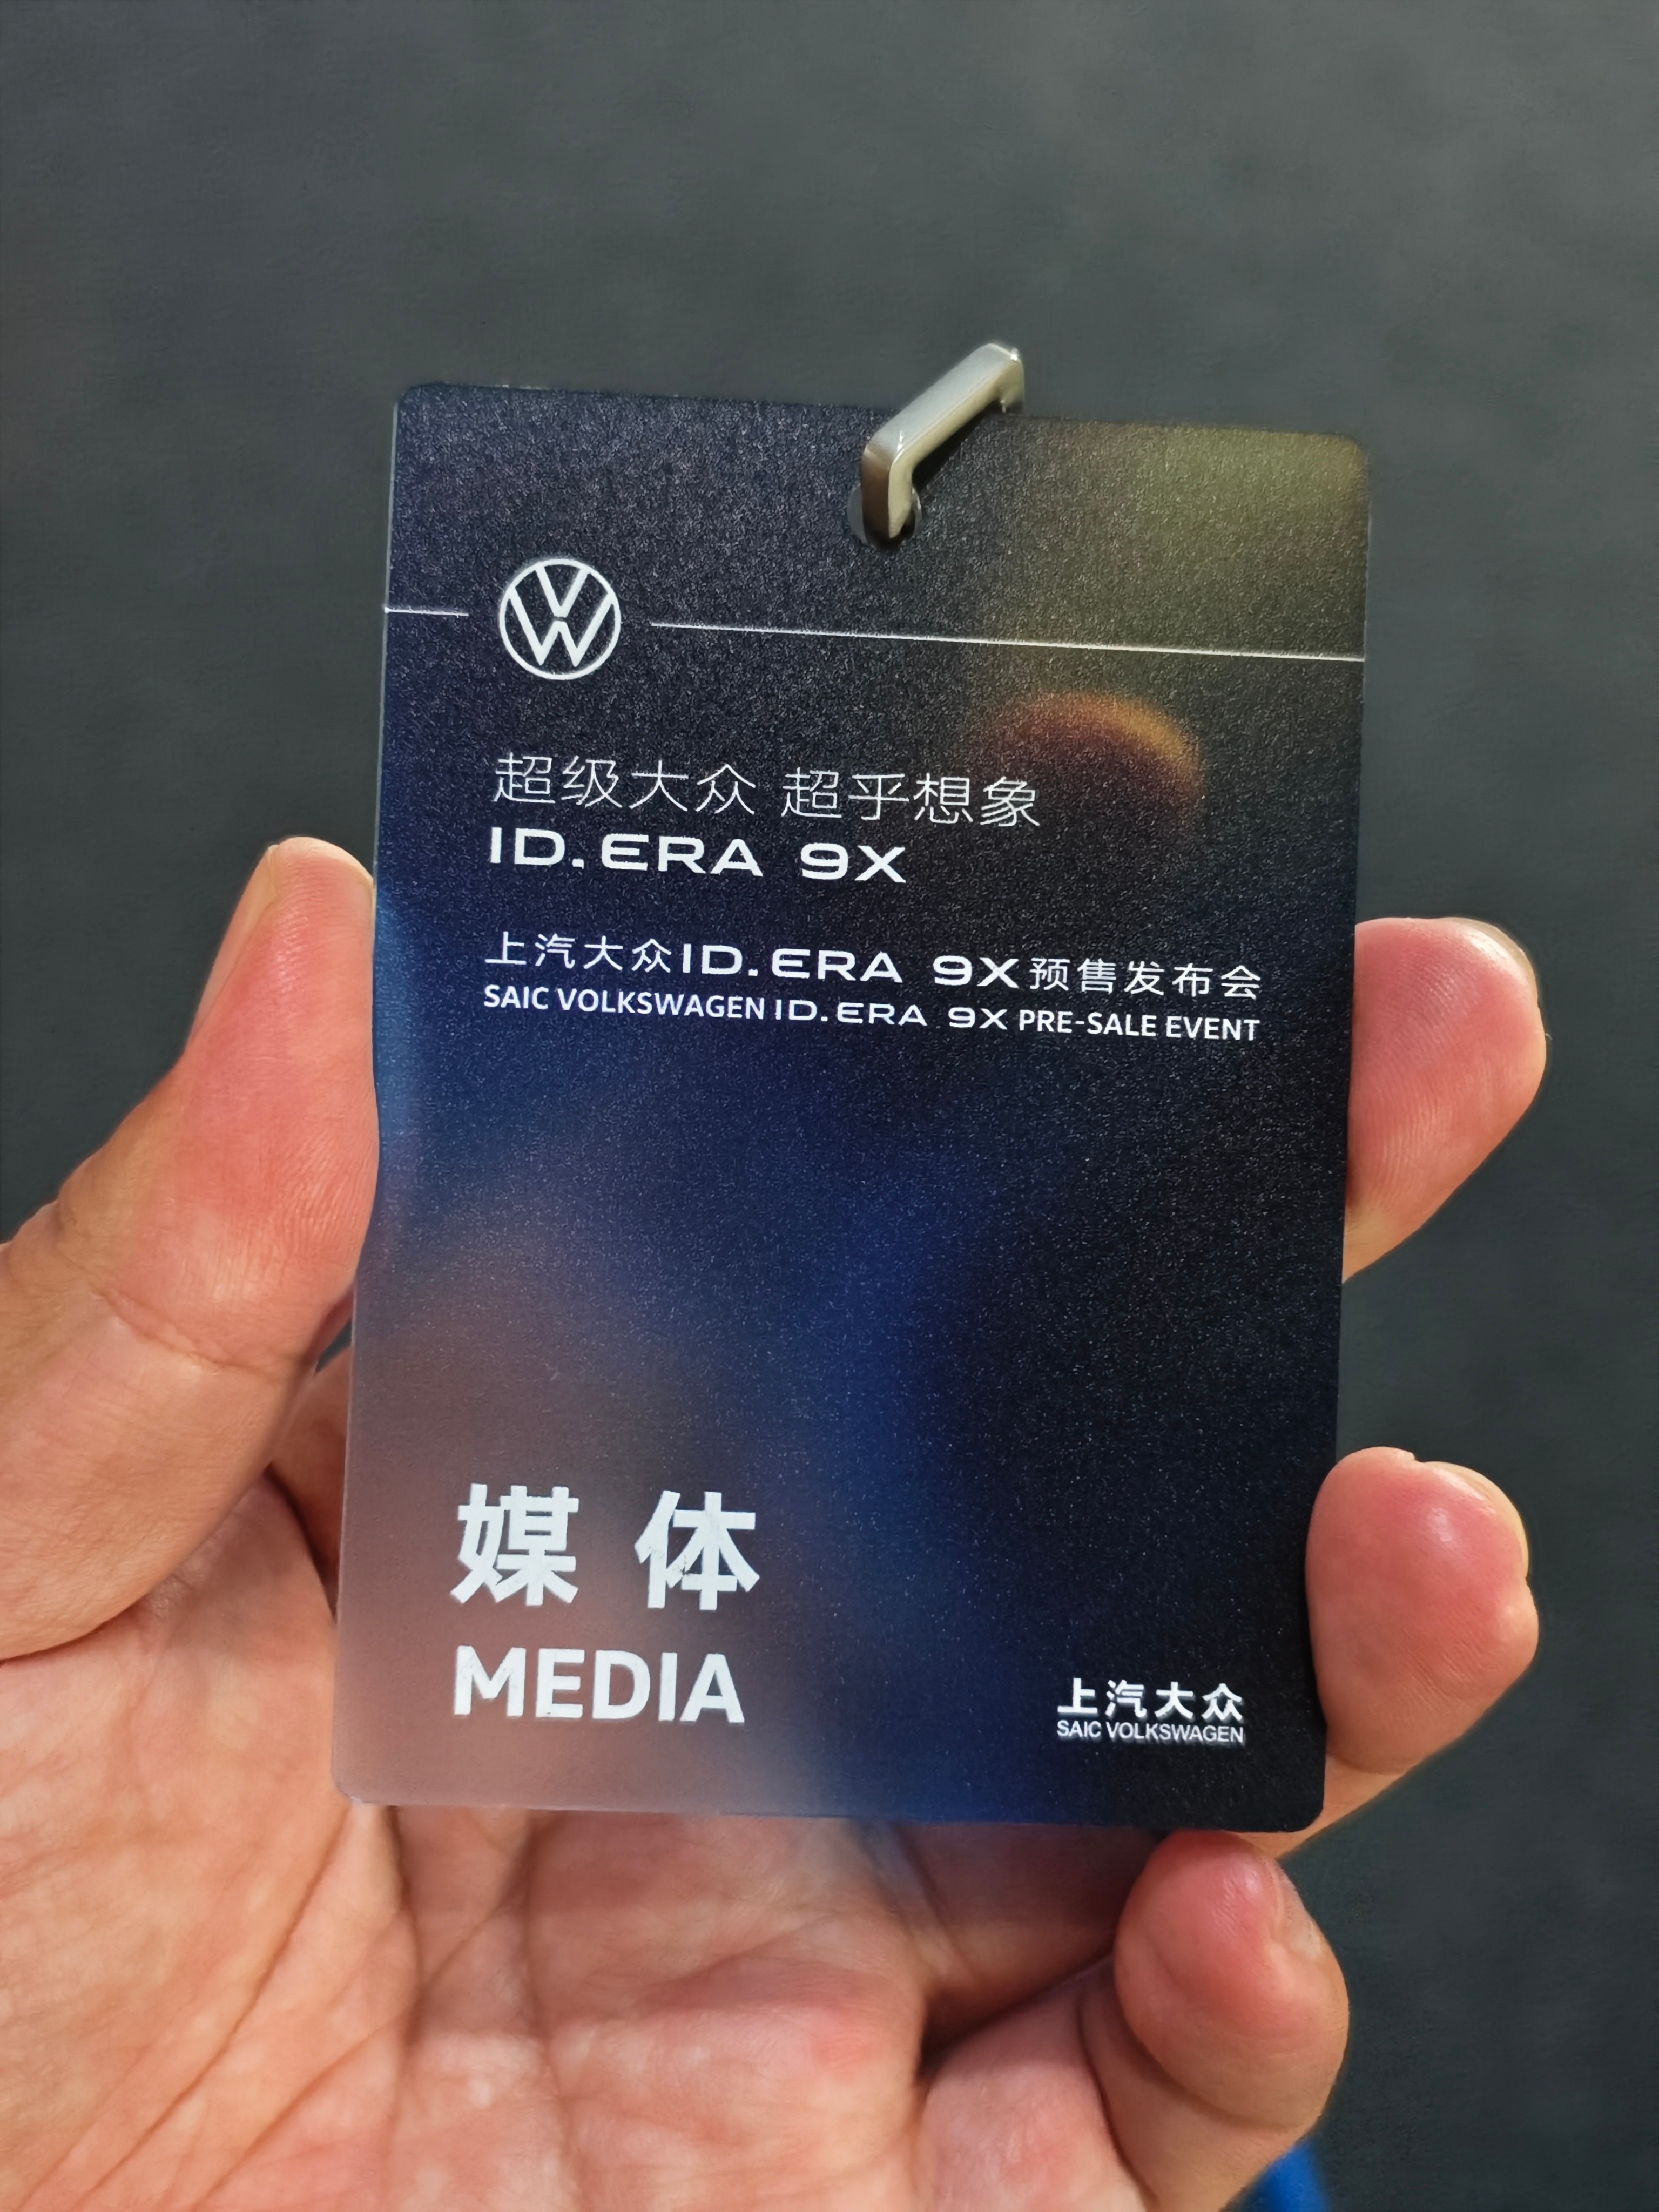 超级大众 超乎想象
ID. ERA 9X
上汽大众ID. ERA 9X预售发布会
SAIC VOLKSWAGEN ID. ERA 9X PRE-SALE EVENT
媒 体
MEDIA
上汽大众
SAIC VOLKSWAGEN